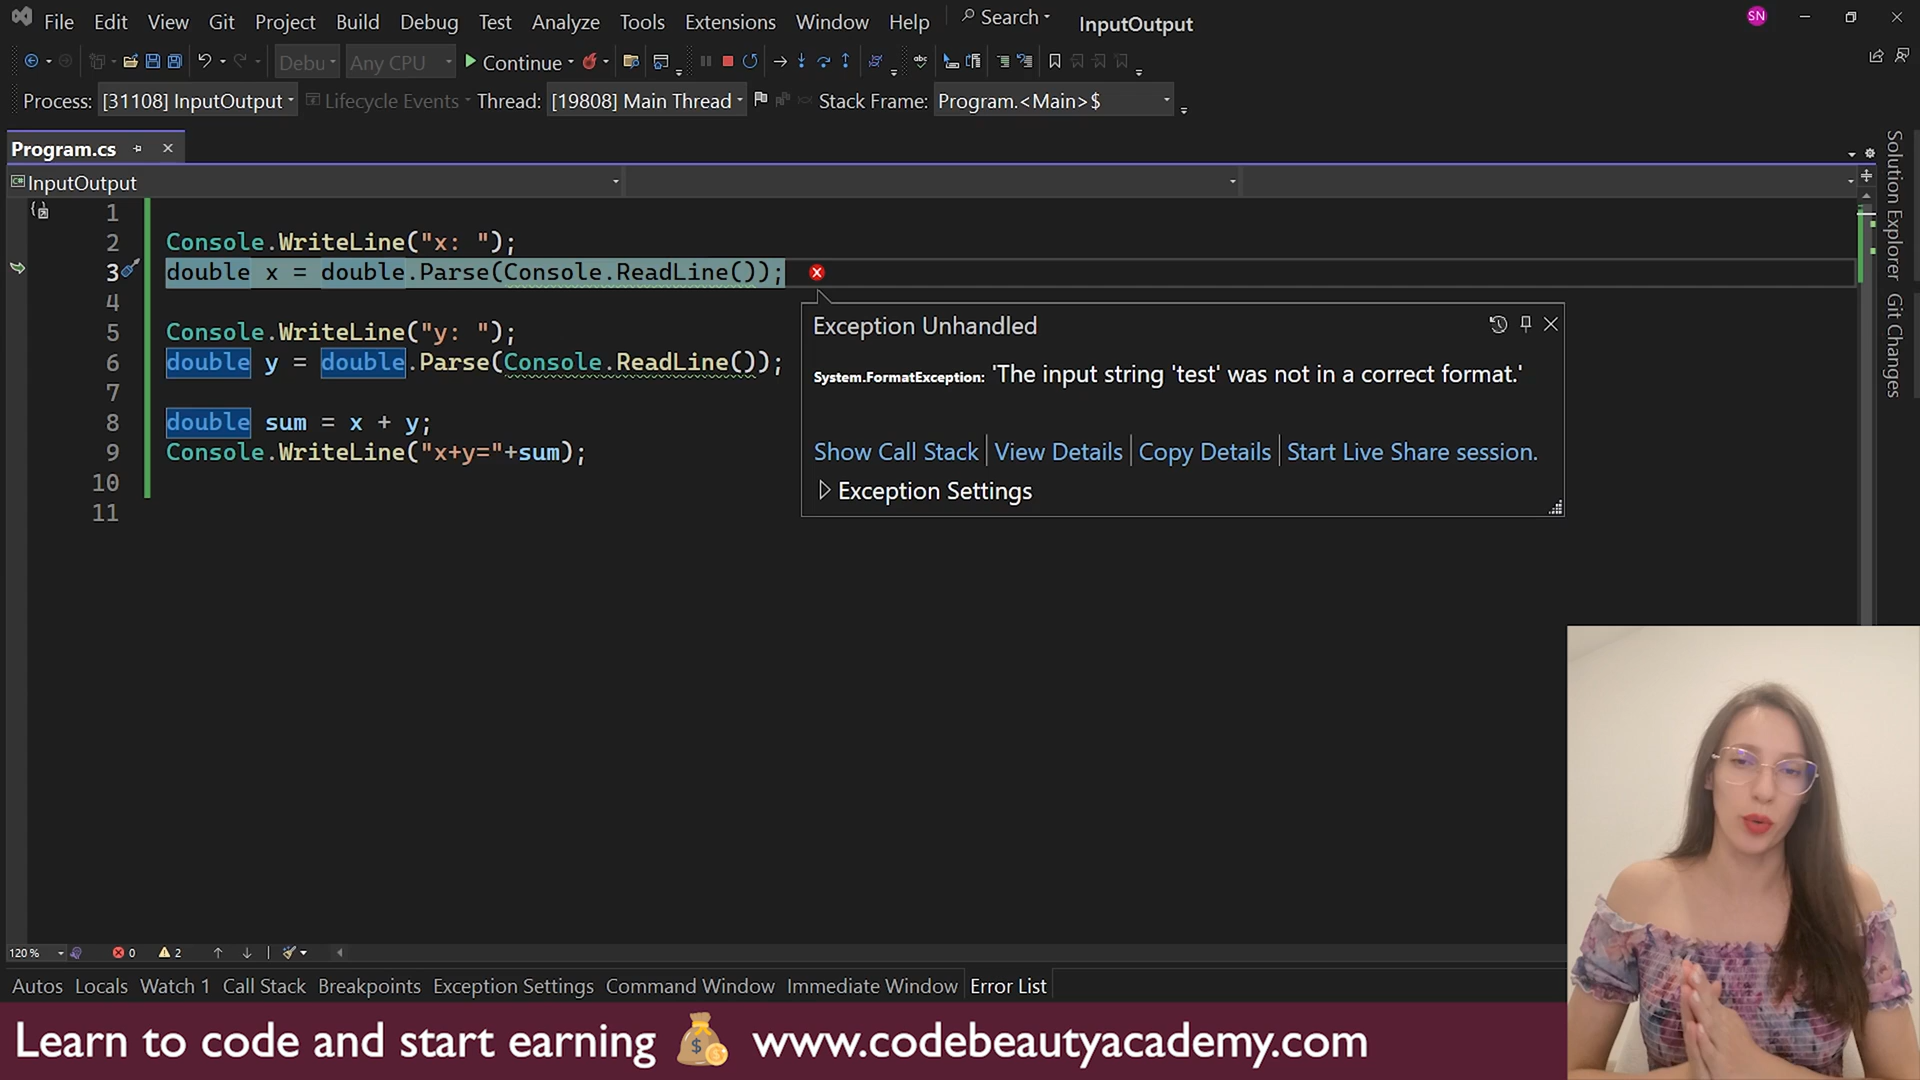 File Edit View Git Project Build Debug Test Analyze Tools Extensions Window Help Search InputOutput SN
Debu Any CPU Continue
Process: [31108] InputOutput Lifecycle Events Thread: [19808] Main Thread Stack Frame: Program.<Main>$
Program.cs
InputOutput
1
2 Console.WriteLine("x: ");
3 double x = double.Parse(Console.ReadLine());
4
5 Console.WriteLine("y: ");
6 double y = double.Parse(Console.ReadLine());
7
8 double sum = x + y;
9 Console.WriteLine("x+y="+sum);
10
11
Exception Unhandled
System.FormatException: 'The input string 'test' was not in a correct format.'
Show Call Stack | View Details | Copy Details | Start Live Share session.
Exception Settings
Solution Explorer
Git Changes
120 % 0 2
Autos Locals Watch 1 Call Stack Breakpoints Exception Settings Command Window Immediate Window Error List
Learn to code and start earning www.codebeautyacademy.com